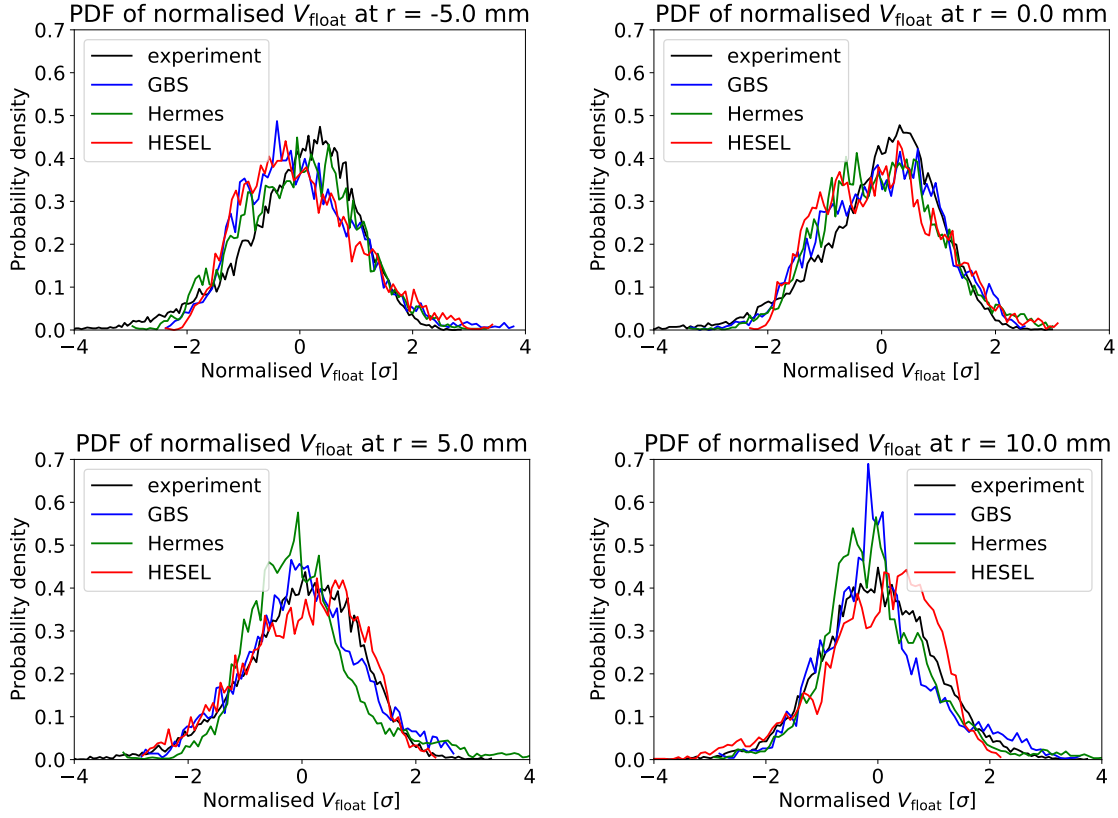 PDF of normalised V_float at r = -5.0 mm
0.7
0.6
0.5
0.4
0.3
0.2
0.1
0.0
Probability density
experiment
GBS
Hermes
HESEL
−4 −2 0 2 4
Normalised V_float [σ]
PDF of normalised V_float at r = 0.0 mm
0.7
0.6
0.5
0.4
0.3
0.2
0.1
0.0
Probability density
experiment
GBS
Hermes
HESEL
−4 −2 0 2 4
Normalised V_float [σ]
PDF of normalised V_float at r = 5.0 mm
0.7
0.6
0.5
0.4
0.3
0.2
0.1
0.0
Probability density
experiment
GBS
Hermes
HESEL
−4 −2 0 2 4
Normalised V_float [σ]
PDF of normalised V_float at r = 10.0 mm
0.7
0.6
0.5
0.4
0.3
0.2
0.1
0.0
Probability density
experiment
GBS
Hermes
HESEL
−4 −2 0 2 4
Normalised V_float [σ]